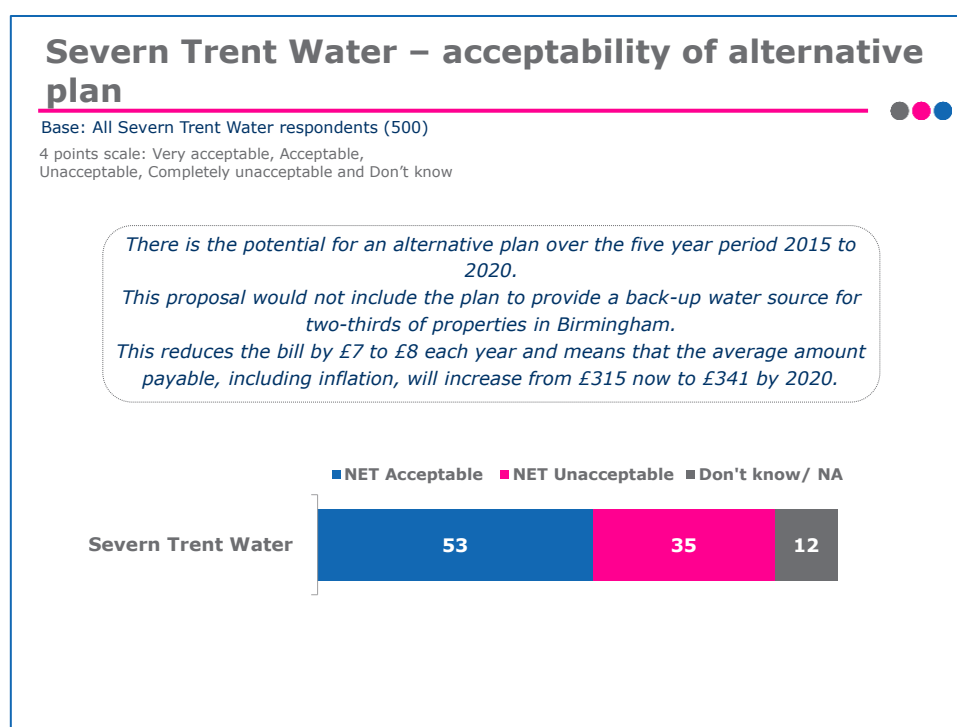 Severn Trent Water – acceptability of alternative
plan
Base: All Severn Trent Water respondents (500)
4 points scale: Very acceptable, Acceptable,
Unacceptable, Completely unacceptable and Don’t know
There is the potential for an alternative plan over the five year period 2015 to
2020.
This proposal would not include the plan to provide a back-up water source for
two-thirds of properties in Birmingham.
This reduces the bill by £7 to £8 each year and means that the average amount
payable, including inflation, will increase from £315 now to £341 by 2020.
NET Acceptable NET Unacceptable Don't know/ NA
Severn Trent Water 53 35 12